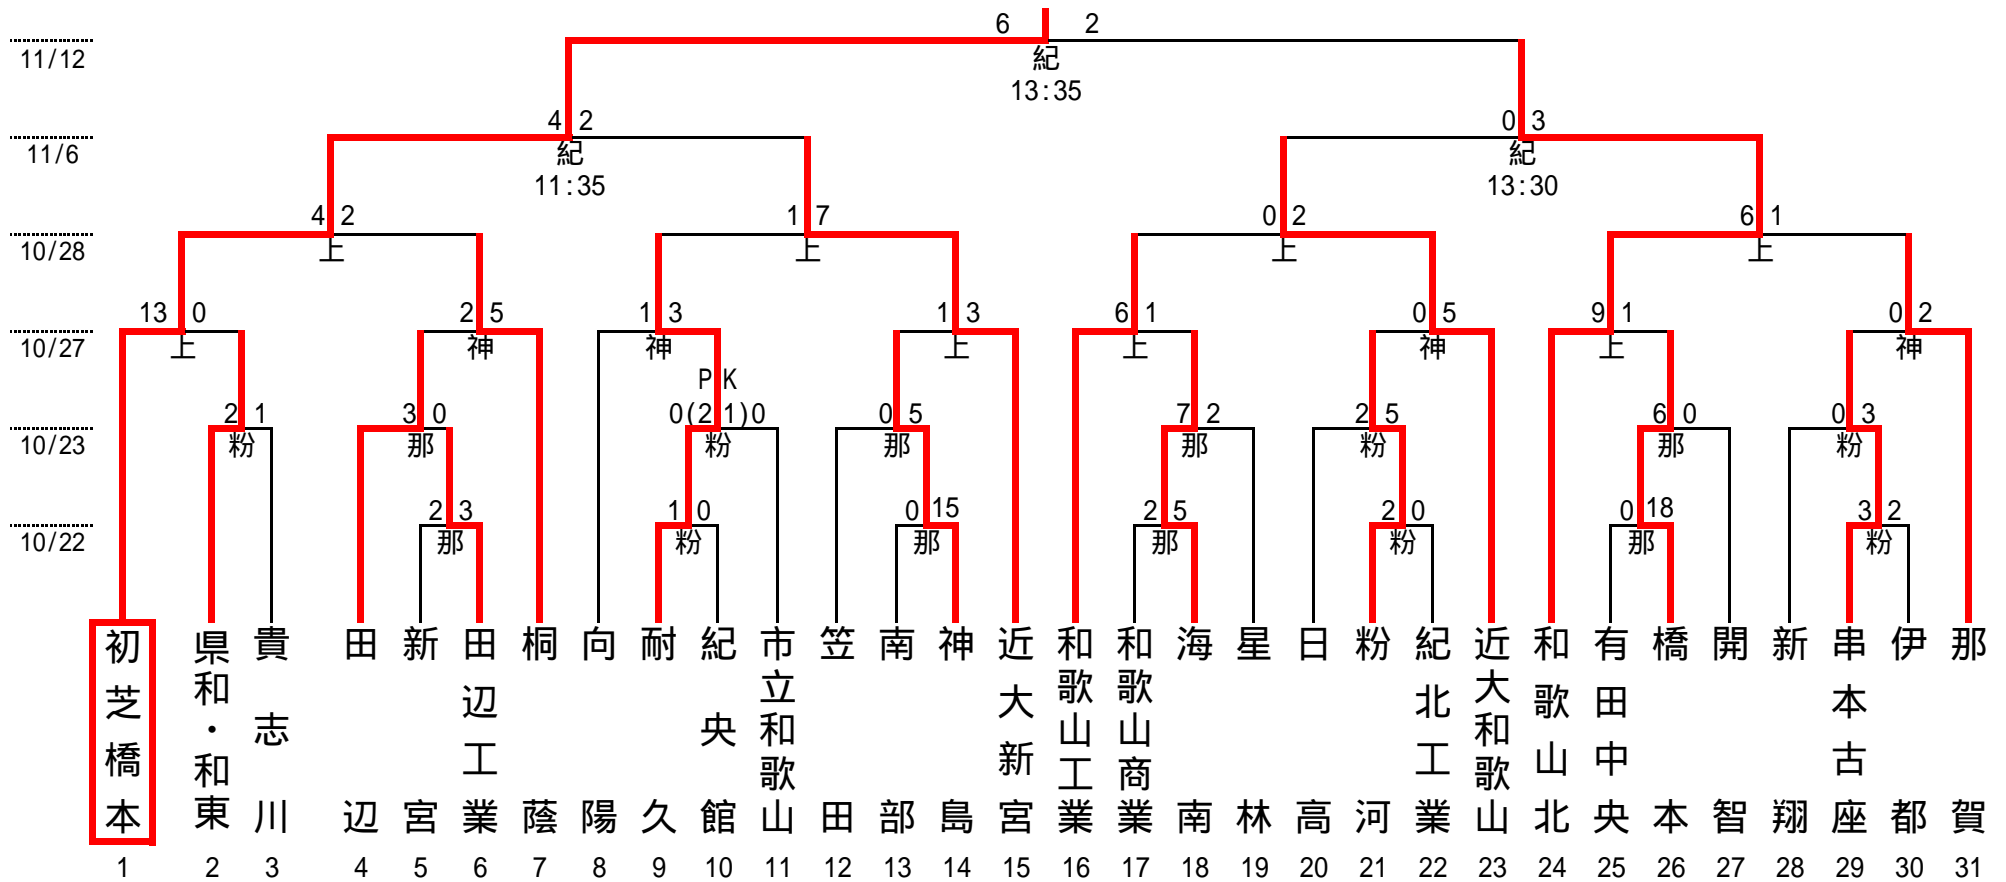 6 2
11/12
紀
13:35
4 2
0 3
11/6
紀
紀
11:35
13:30
4 2
1 7
0 2
6 1
10/28
上
上
上
上
13 0
2 5
1 3
1 3
6 1
0 5
9 1
0 2
10/27
上
神
神
上
上
神
上
神
PK
2 1
3 0
0(2 1)0
0 5
7 2
2 5
6 0
0 3
10/23
粉
那
粉
那
那
粉
那
粉
2 3
1 0
0 15
2 5
2 0
0 18
3 2
10/22
那
粉
那
那
粉
那
粉
初芝橋本
県和・和東
貴志川
田辺
新宮
田辺工業
桐蔭
向陽
耐久
紀央館
市立和歌山
笠田
南部
神島
近大新宮
和歌山工業
和歌山商業
海南
星林
日高
粉河
紀北工業
近大和歌山
和歌山北
有田中央
橋本
開智
新翔
串本古座
伊都
那賀
1 2 3 4 5 6 7 8 9 10 11 12 13 14 15 16 17 18 19 20 21 22 23 24 25 26 27 28 29 30 31